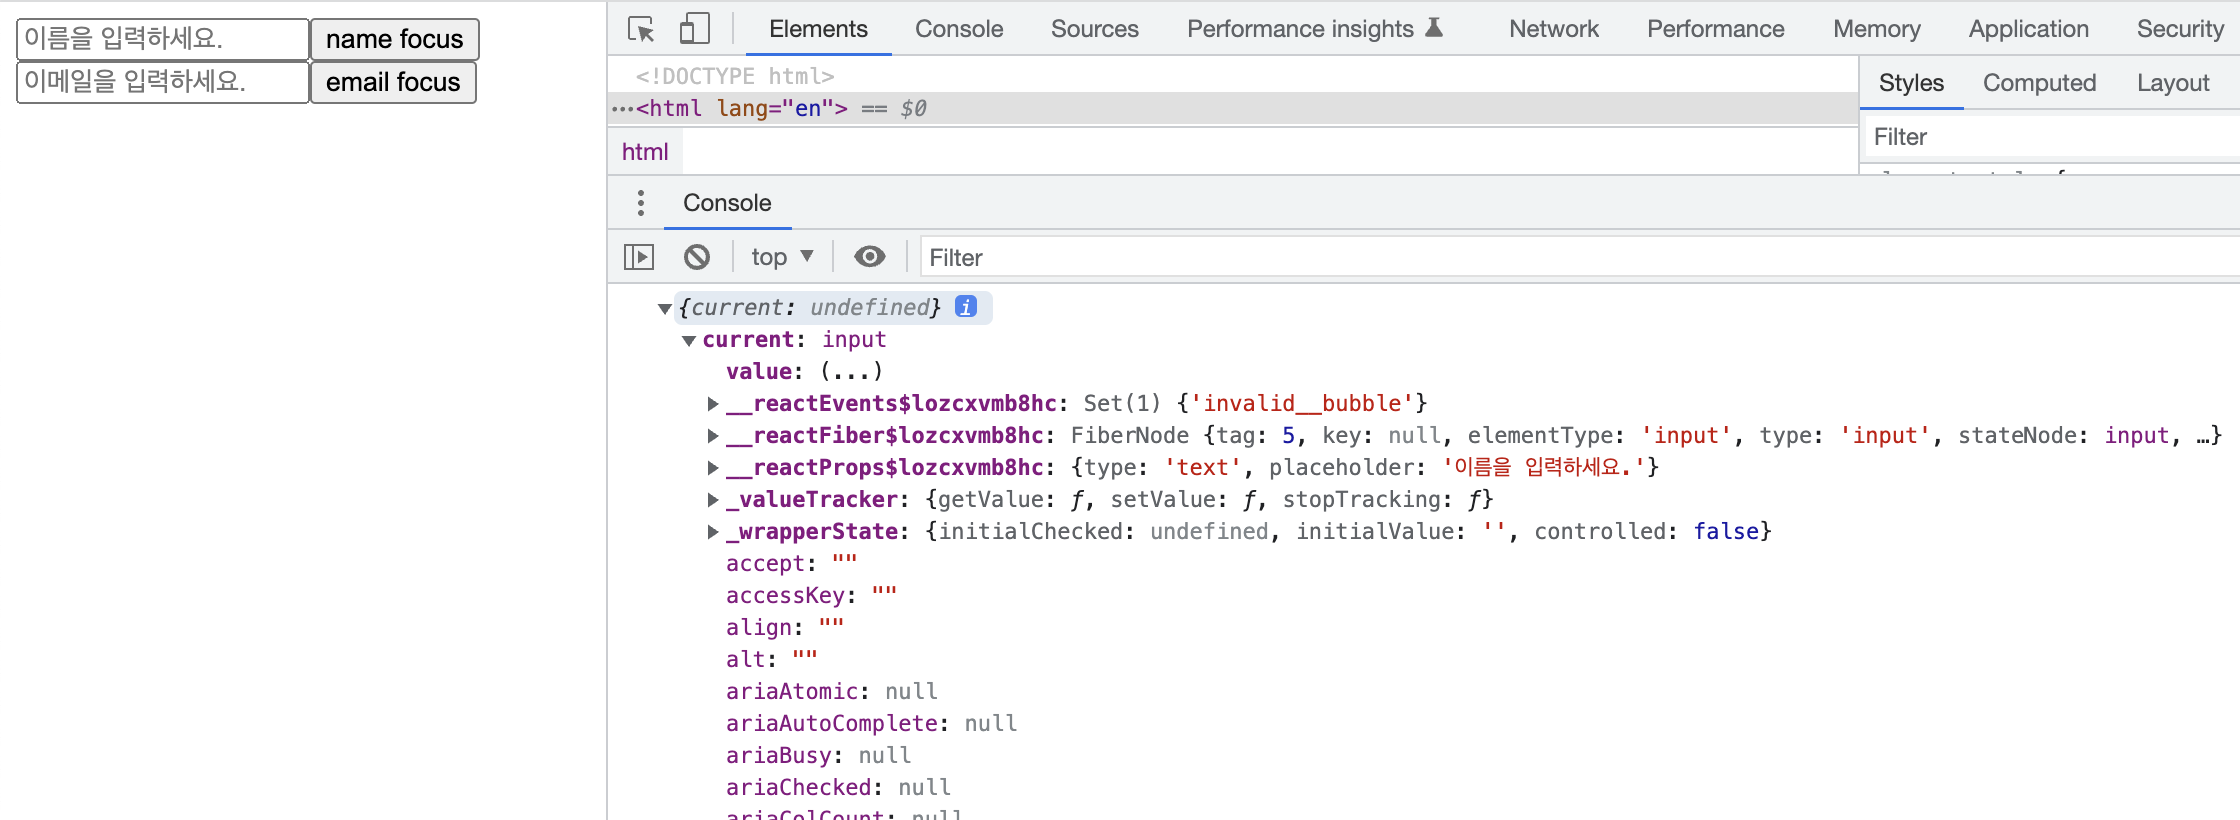 이름을 입력하세요. name focus
이메일을 입력하세요. email focus
Elements Console Sources Performance insights Network Performance Memory Application Security
<!DOCTYPE html>
···<html lang="en"> == $0
html
Styles Computed Layout
Filter
Console
top ▼ Filter
▼{current: undefined} i
▼current: input
value: (...)
▶__reactEvents$lozcxvmb8hc: Set(1) {'invalid__bubble'}
▶__reactFiber$lozcxvmb8hc: FiberNode {tag: 5, key: null, elementType: 'input', type: 'input', stateNode: input, …}
▶__reactProps$lozcxvmb8hc: {type: 'text', placeholder: '이름을 입력하세요.'}
▶_valueTracker: {getValue: ƒ, setValue: ƒ, stopTracking: ƒ}
▶_wrapperState: {initialChecked: undefined, initialValue: '', controlled: false}
accept: ""
accessKey: ""
align: ""
alt: ""
ariaAtomic: null
ariaAutoComplete: null
ariaBusy: null
ariaChecked: null
ariaColCount: null